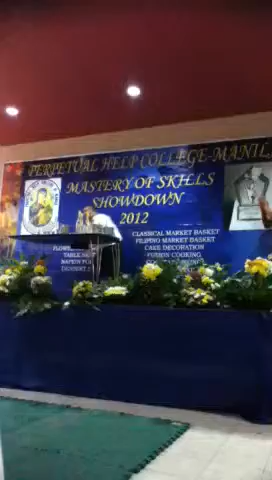 PERPETUAL HELP COLLEGE-MANIL
MASTERY OF SKILLS
SHOWDOWN
2012
CLASSICAL MARKET BASKET
FILIPINO MARKET BASKET
CAKE DECORATION
FUSION COOKING
TABLE
NAPKIN